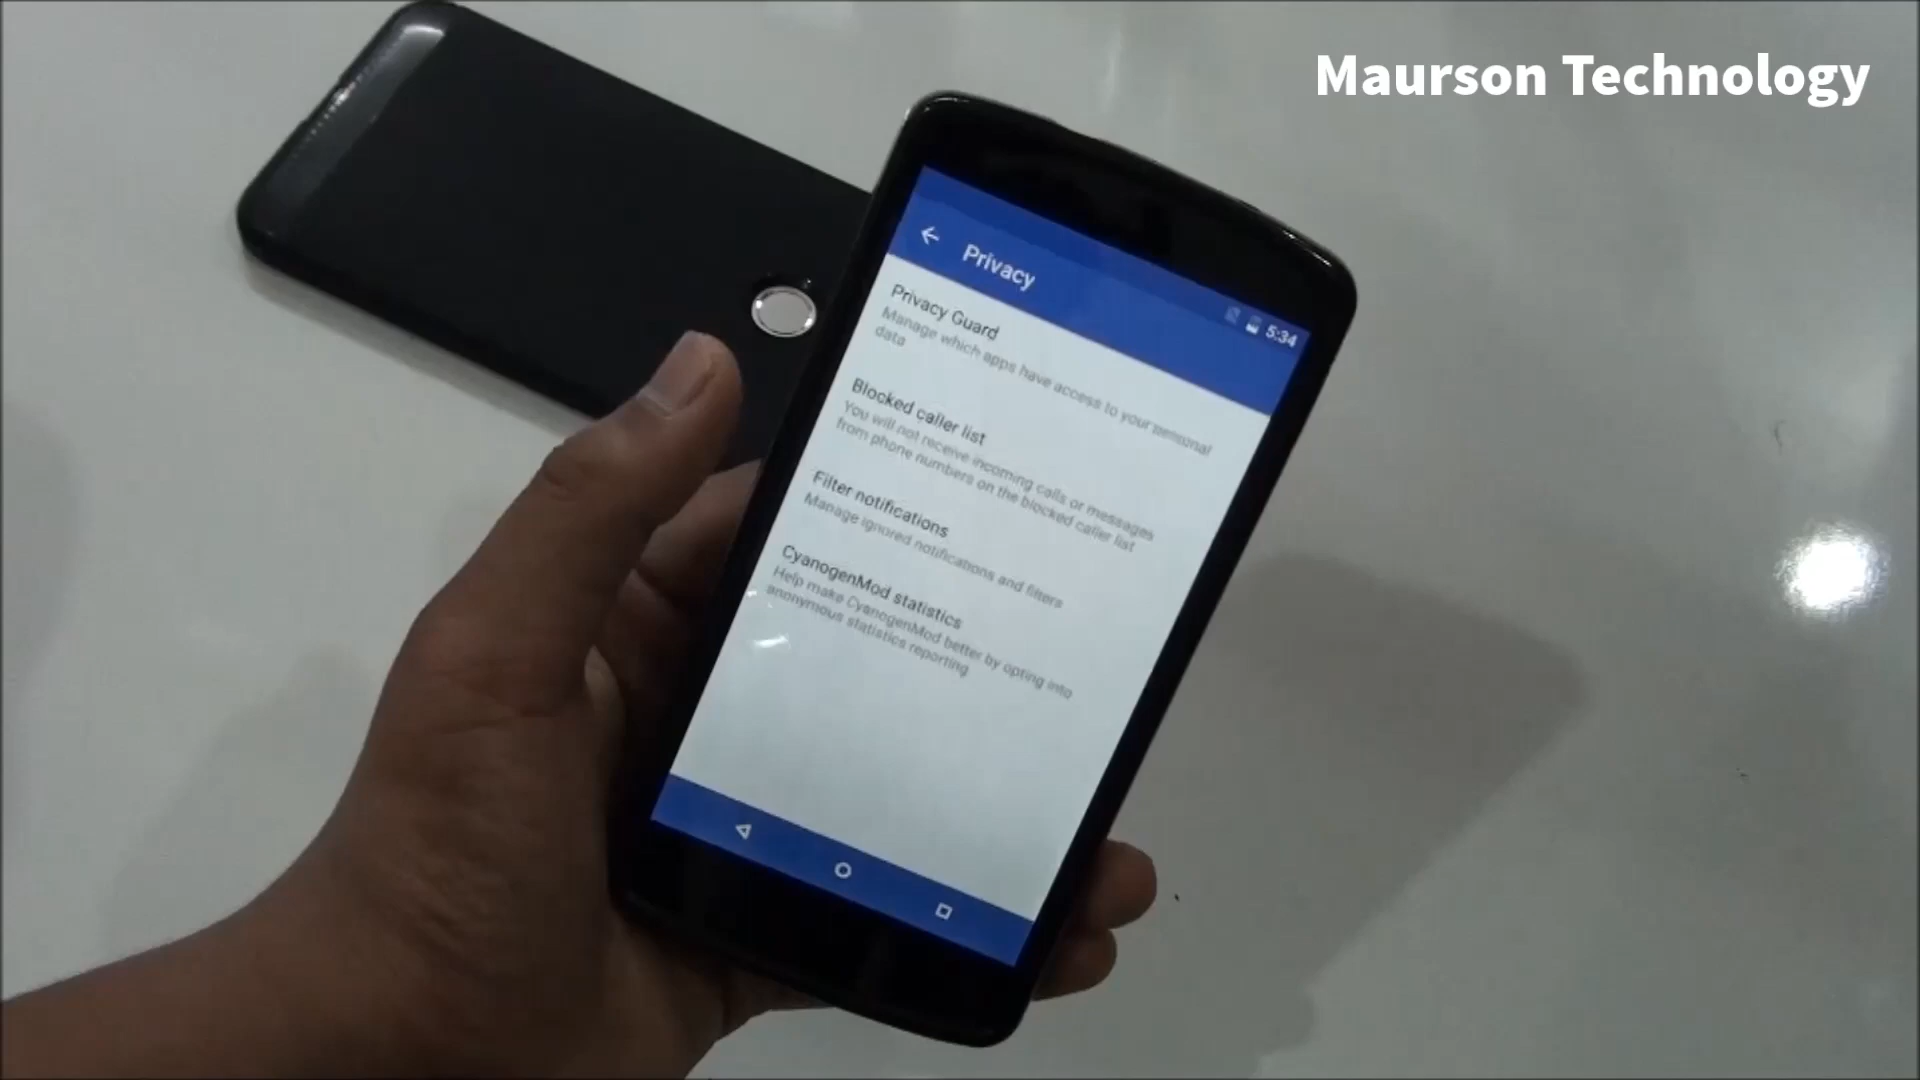 Maurson Technology
5:34
Privacy
Privacy Guard
Manage which apps have access to your personal
data
Blocked caller list
You will not receive incoming calls or messages
from phone numbers on the blocked caller list
Filter notifications
Manage ignored notifications and filters
CyanogenMod statistics
Help make CyanogenMod better by opting into
anonymous statistics reporting